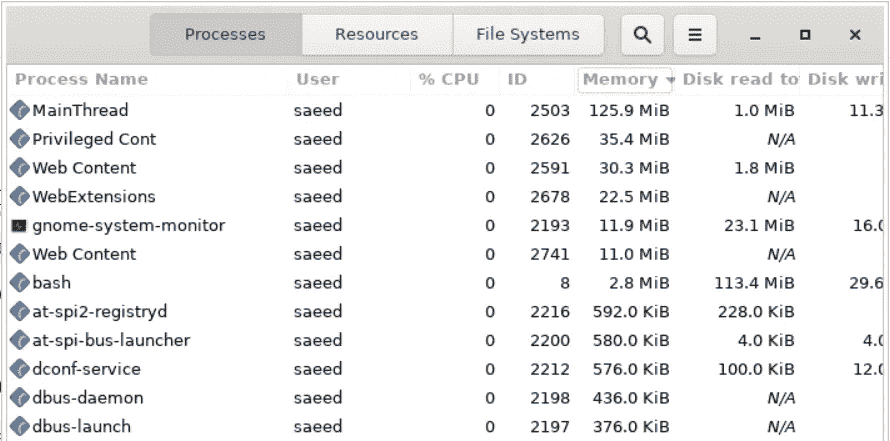 Processes Resources File Systems
Process Name User % CPU ID Memory Disk read to Disk wri
MainThread saeed 0 2503 125.9 MiB 1.0 MiB 11.3
Privileged Cont saeed 0 2626 35.4 MiB N/A
Web Content saeed 0 2591 30.3 MiB 1.8 MiB
WebExtensions saeed 0 2678 22.5 MiB N/A
gnome-system-monitor saeed 0 2193 11.9 MiB 23.1 MiB 16.0
Web Content saeed 0 2741 11.0 MiB N/A
bash saeed 0 8 2.8 MiB 113.4 MiB 29.6
at-spi2-registryd saeed 0 2216 592.0 KiB 228.0 KiB
at-spi-bus-launcher saeed 0 2200 580.0 KiB 4.0 KiB 4.0
dconf-service saeed 0 2212 576.0 KiB 100.0 KiB 12.0
dbus-daemon saeed 0 2198 436.0 KiB N/A
dbus-launch saeed 0 2197 376.0 KiB N/A